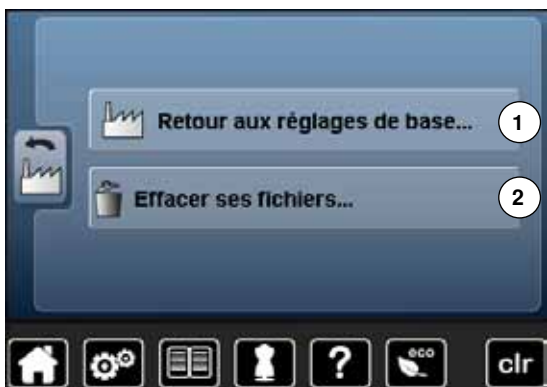 Retour aux réglages de base...
1
Effacer ses fichiers...
2
?
eco
clr